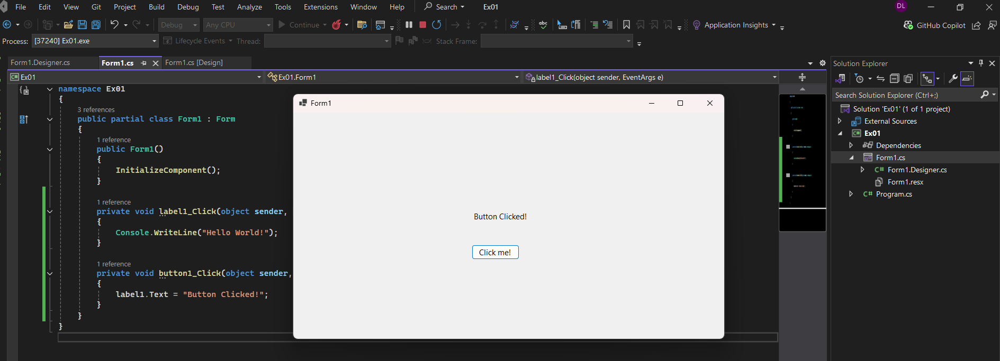 File Edit View Git Project Build Debug Test Analyze Tools Extensions Window Help Search Ex01 DL
Debug Any CPU Continue abc Application Insights GitHub Copilot
Process: [37240] Ex01.exe Lifecycle Events Thread: Stack Frame:
Form1.Designer.cs Form1.cs Form1.cs [Design]
C# Ex01 Ex01.Form1 label1_Click(object sender, EventArgs e)
namespace Ex01
{
3 references
public partial class Form1 : Form
{
1 reference
public Form1()
{
InitializeComponent();
}
1 reference
private void label1_Click(object sender,
{
Console.WriteLine("Hello World!");
}
1 reference
private void button1_Click(object sender,
{
label1.Text = "Button Clicked!";
}
}
}
Form1
Button Clicked!
Click me!
Solution Explorer
Search Solution Explorer (Ctrl+;)
Solution 'Ex01' (1 of 1 project)
External Sources
C# Ex01
Dependencies
Form1.cs
C# Form1.Designer.cs
Form1.resx
C# Program.cs